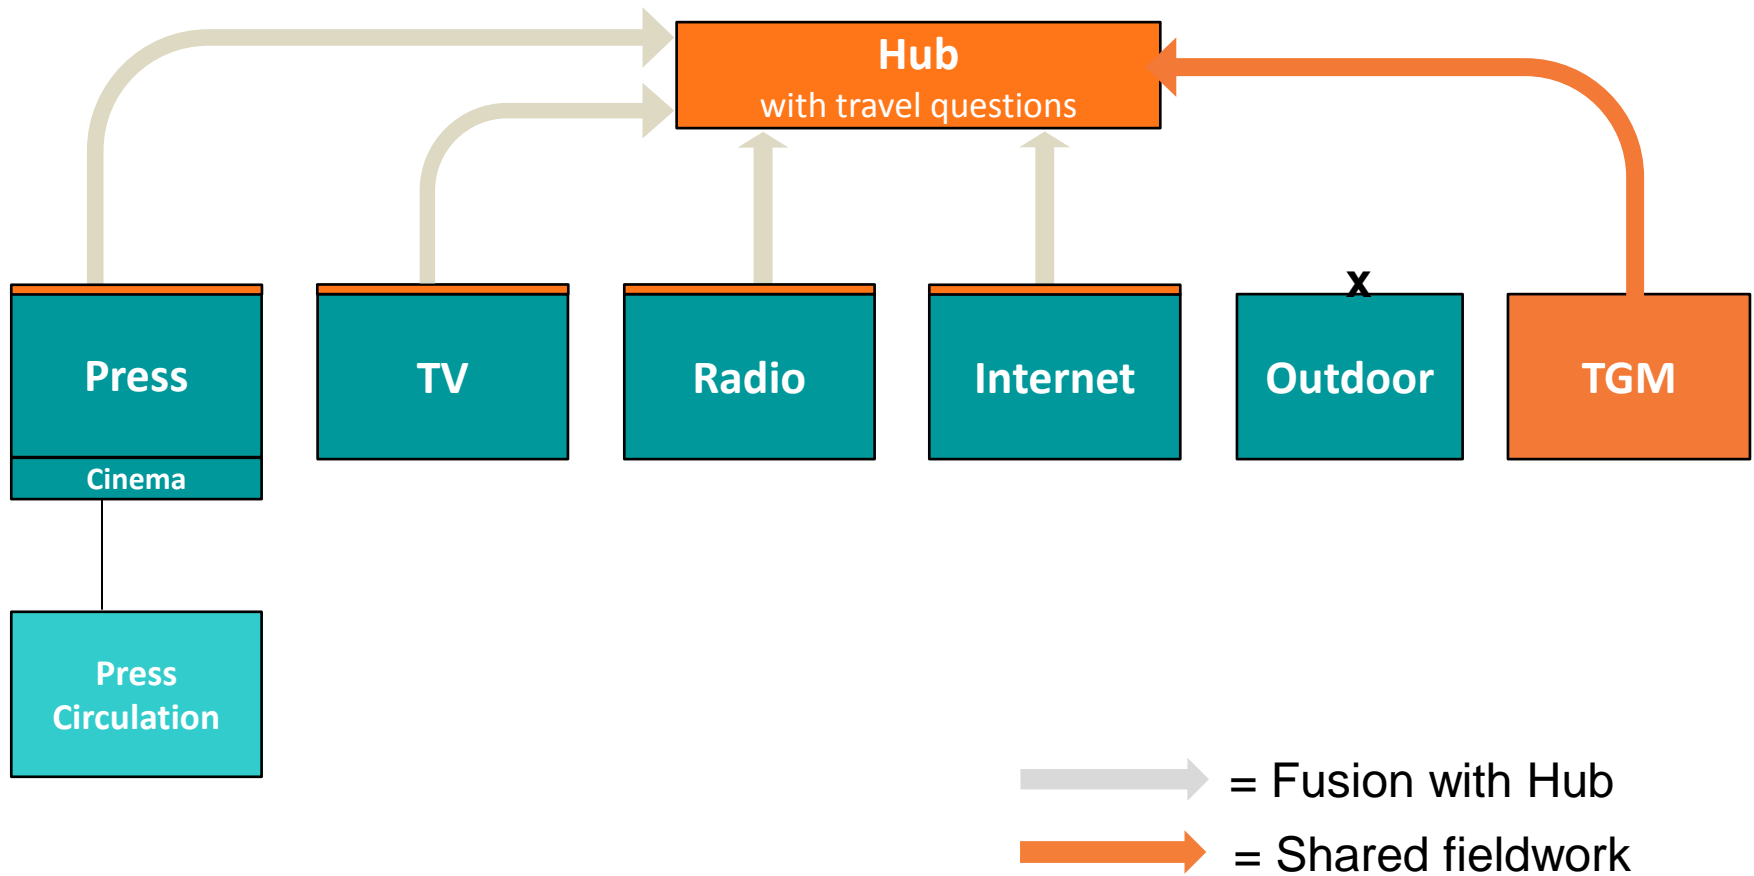 Hub
with travel questions
x
Press
TV
Radio
Internet
Outdoor
TGM
Cinema
Press
Circulation
= Fusion with Hub
= Shared fieldwork